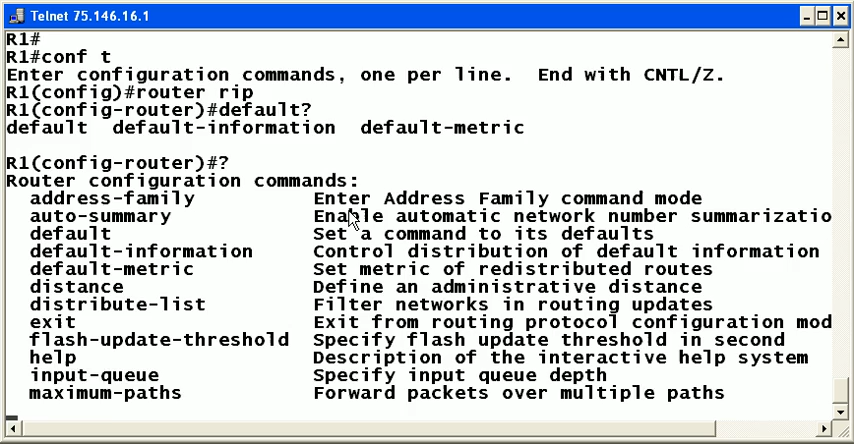 Telnet 75.146.16.1
R1#
R1#conf t
Enter configuration commands, one per line.  End with CNTL/Z.
R1(config)#router rip
R1(config-router)#default?
default  default-information  default-metric
R1(config-router)#?
Router configuration commands:
  address-family          Enter Address Family command mode
  auto-summary            Enable automatic network number summarizatio
  default                 Set a command to its defaults
  default-information     Control distribution of default information
  default-metric          Set metric of redistributed routes
  distance                Define an administrative distance
  distribute-list         Filter networks in routing updates
  exit                    Exit from routing protocol configuration mod
  flash-update-threshold  Specify flash update threshold in second
  help                    Description of the interactive help system
  input-queue             Specify input queue depth
  maximum-paths           Forward packets over multiple paths